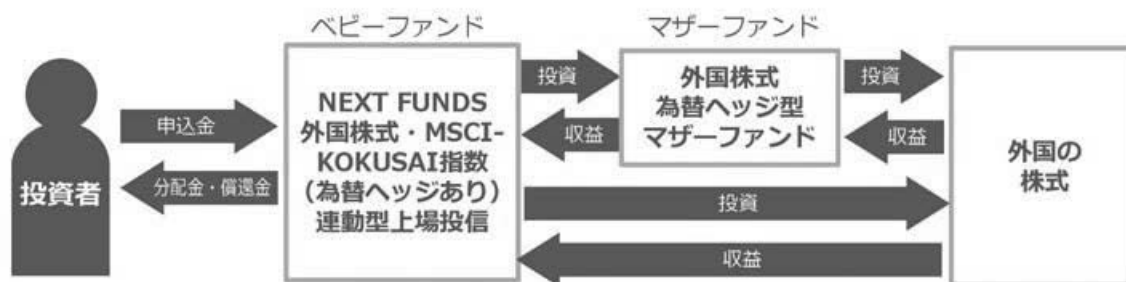 ベビーファンド
マザーファンド
投資者
申込金
分配金・償還金
NEXT FUNDS
外国株式・MSCI-
KOKUSAI指数
（為替ヘッジあり）
連動型上場投信
投資
収益
外国株式
為替ヘッジ型
マザーファンド
投資
収益
投資
収益
外国の
株式